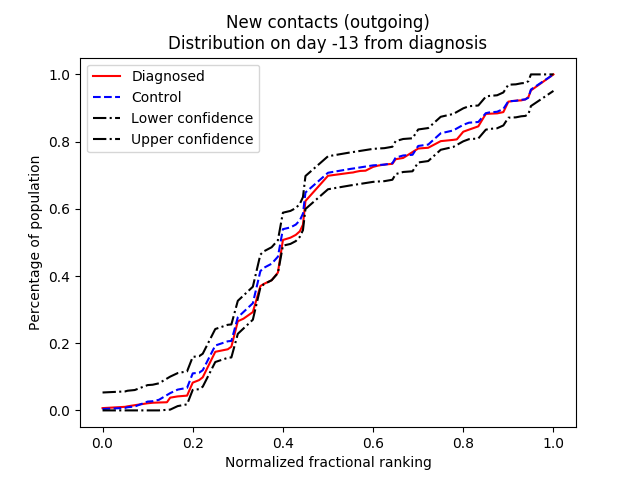 New contacts (outgoing)
Distribution on day -13 from diagnosis
Diagnosed
Control
Lower confidence
Upper confidence
Percentage of population
1.0
0.8
0.6
0.4
0.2
0.0
0.0 0.2 0.4 0.6 0.8 1.0
Normalized fractional ranking